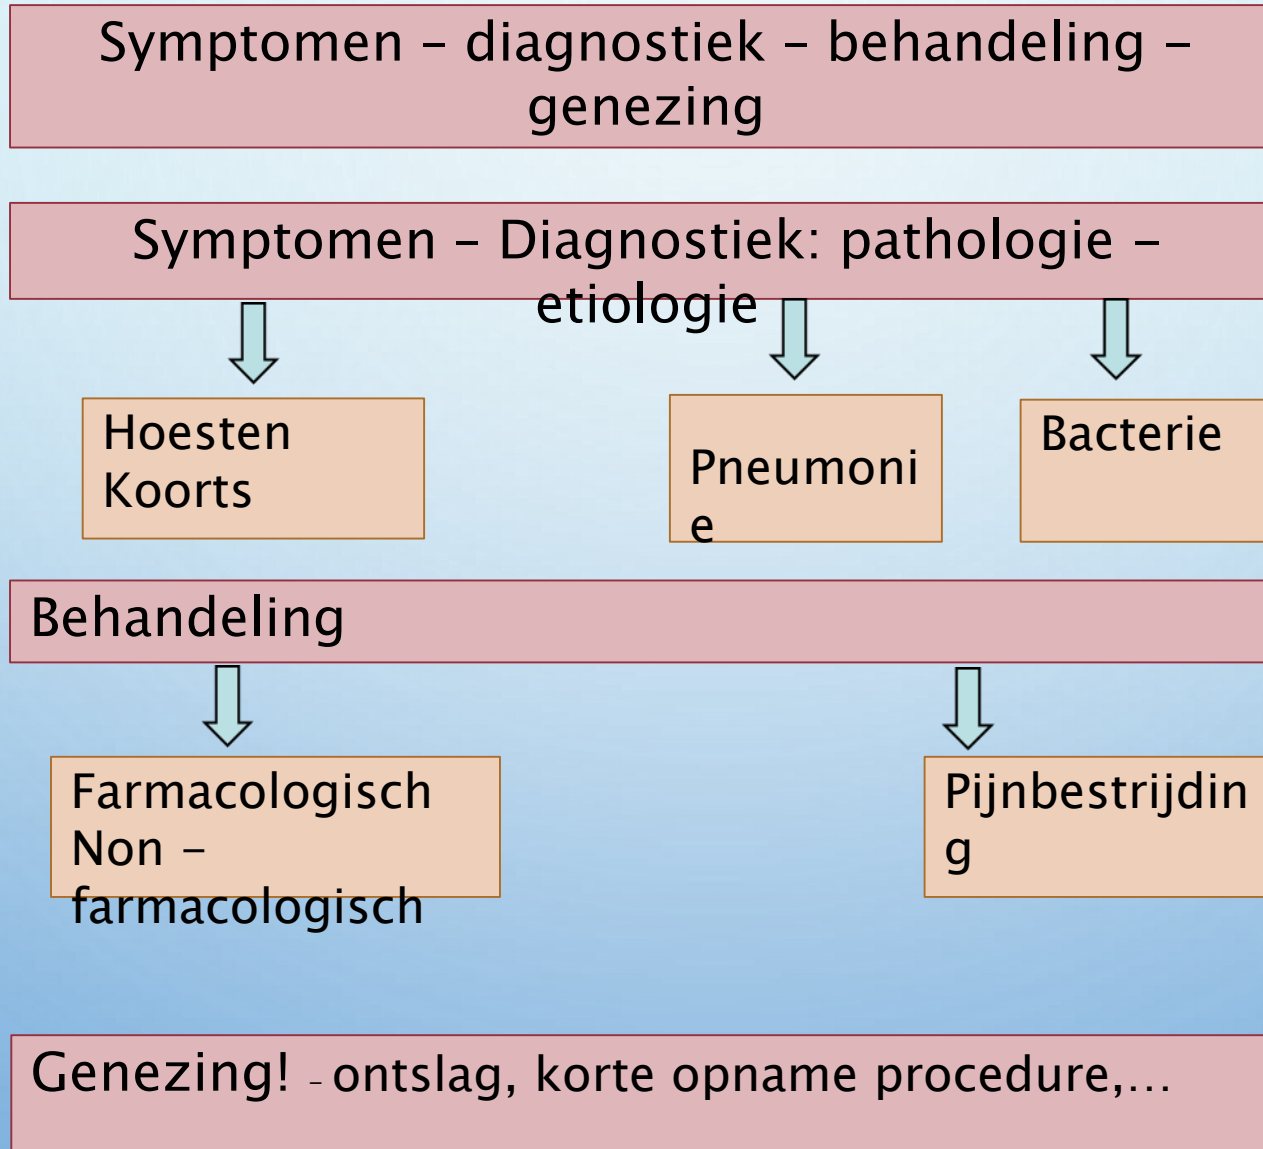 Symptomen – diagnostiek – behandeling –
genezing
Symptomen – Diagnostiek: pathologie –
etiologie
Hoesten
Koorts
Pneumoni
e
Bacterie
Behandeling
Farmacologisch
Non –
farmacologisch
Pijnbestrijdin
g
Genezing! – ontslag, korte opname procedure,…